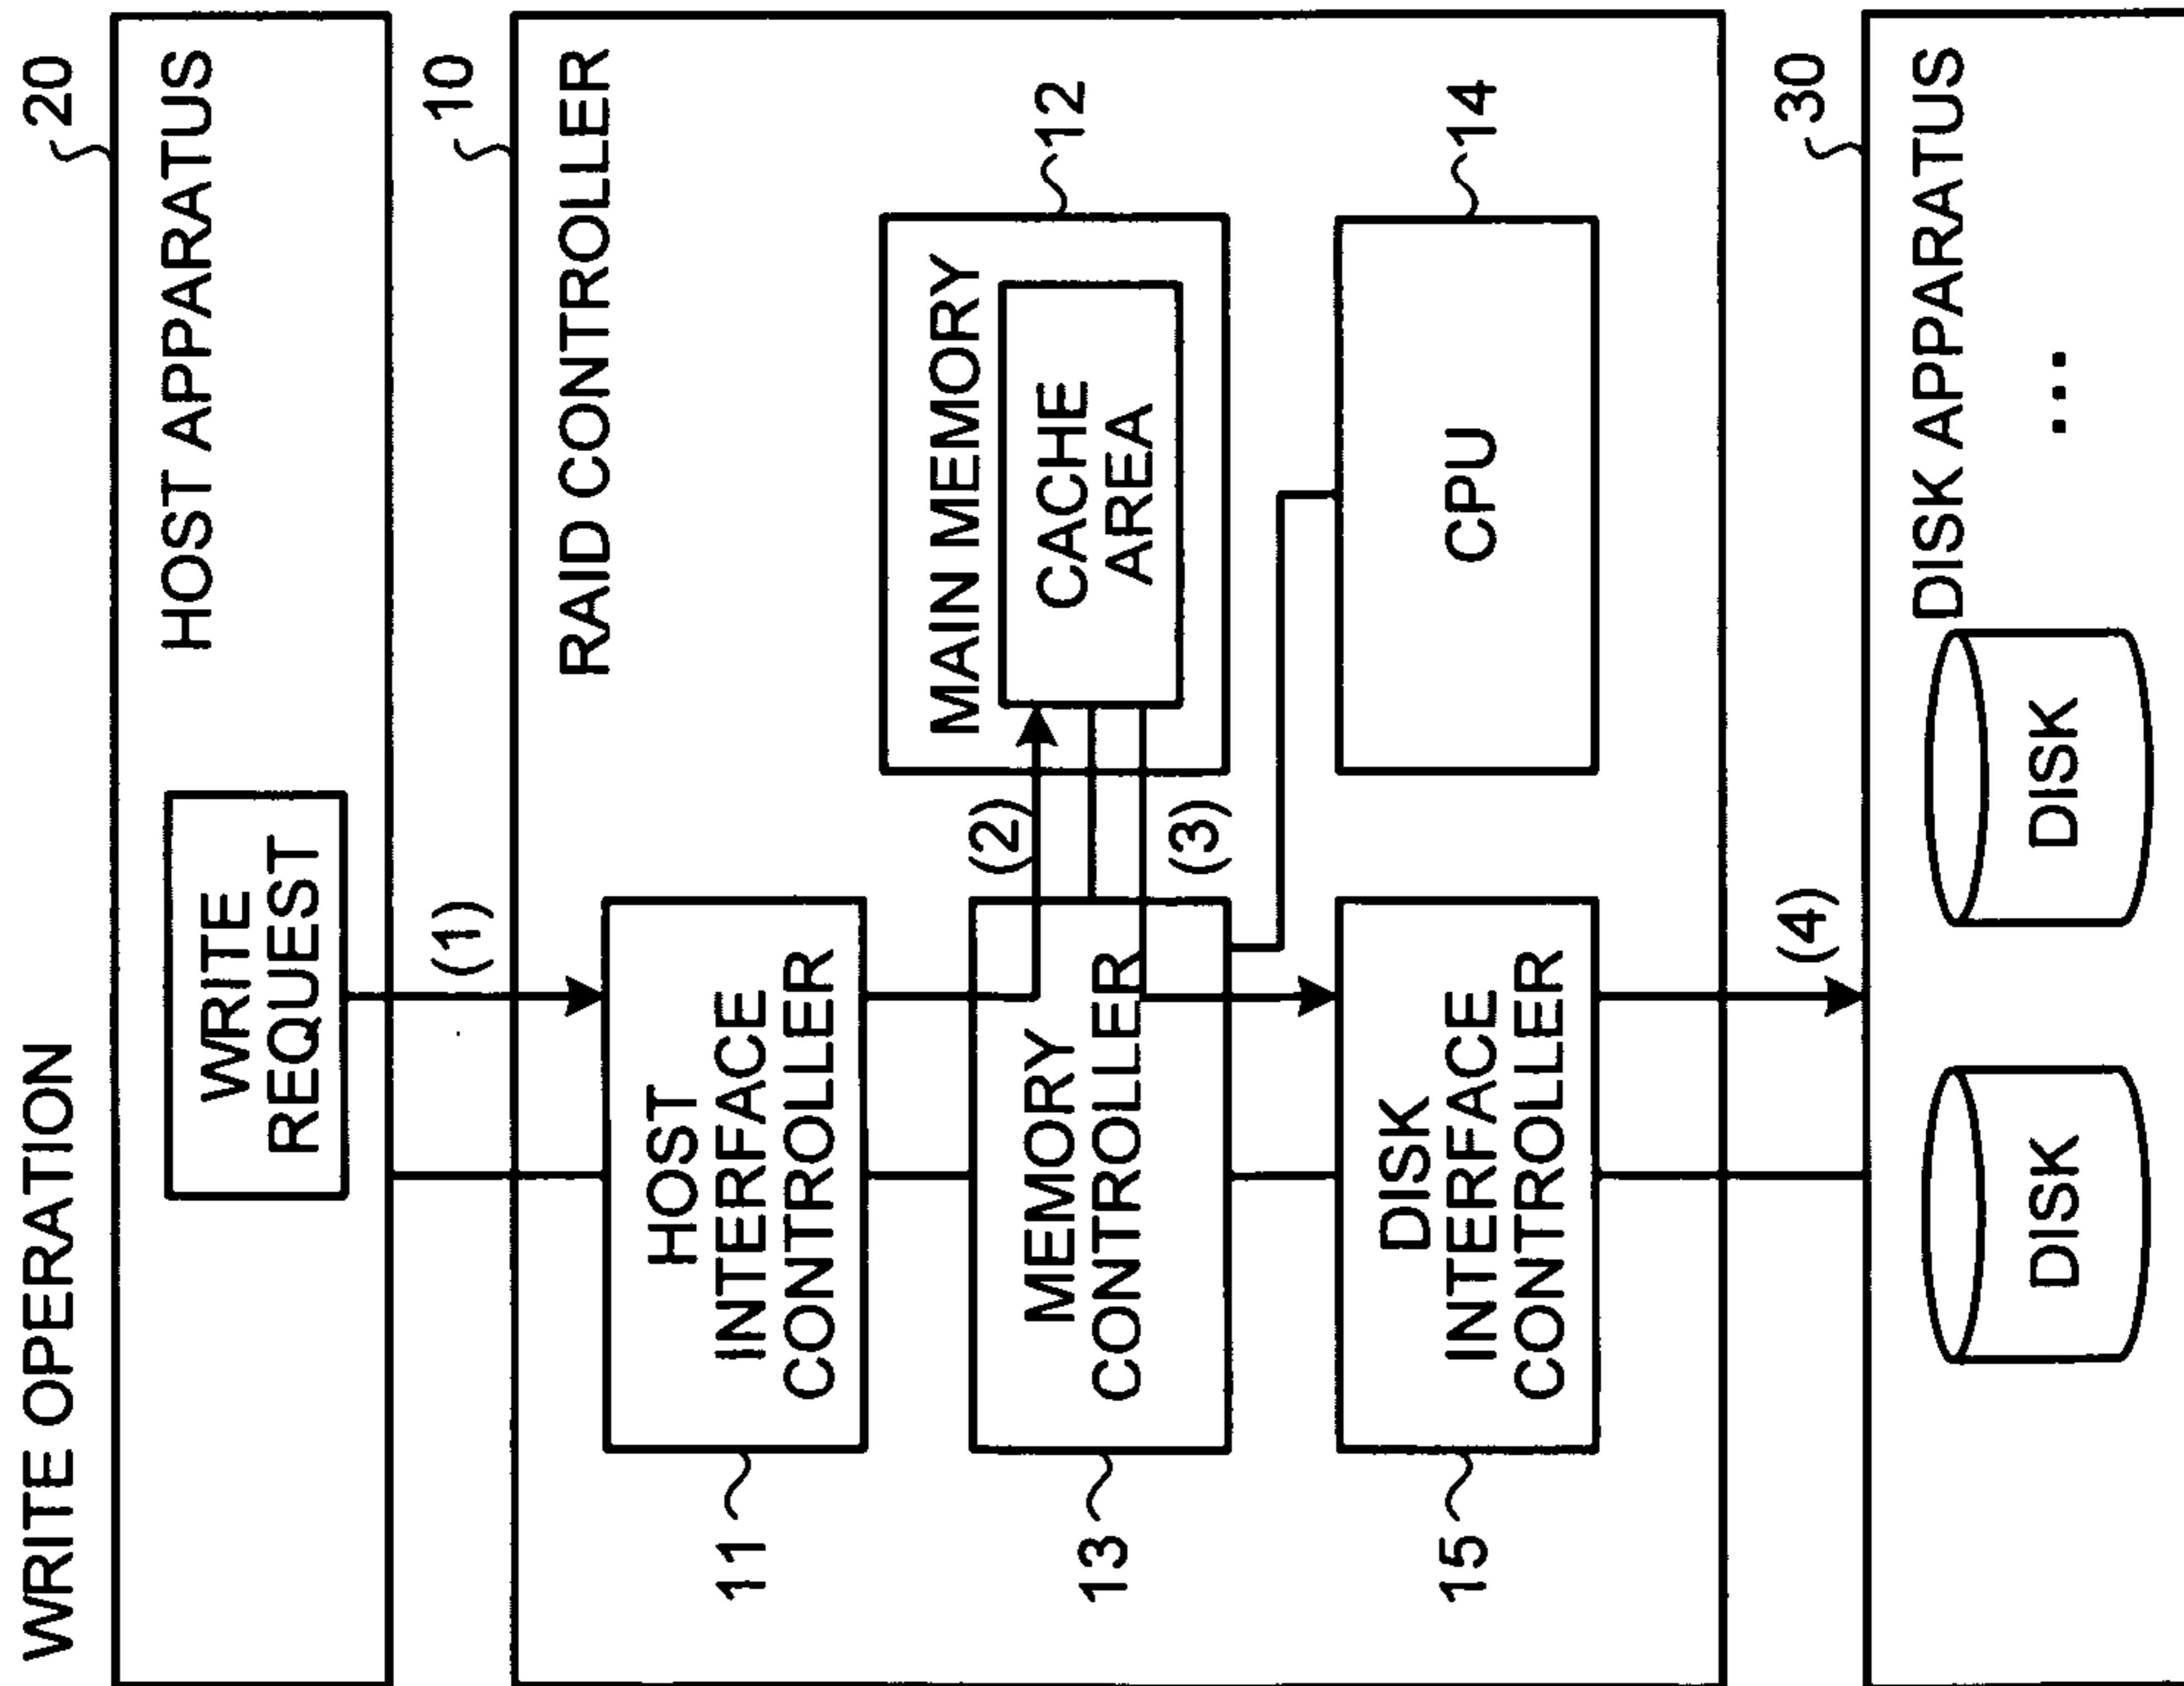 WRITE OPERATION
20
HOST APPARATUS
WRITE
REQUEST
(1)
10
RAID CONTROLLER
HOST
INTERFACE
CONTROLLER
11
(2)
MAIN MEMORY
12
CACHE
AREA
MEMORY
CONTROLLER
13
(3)
CPU
14
DISK
INTERFACE
CONTROLLER
15
(4)
30
DISK APPARATUS
DISK
DISK
...